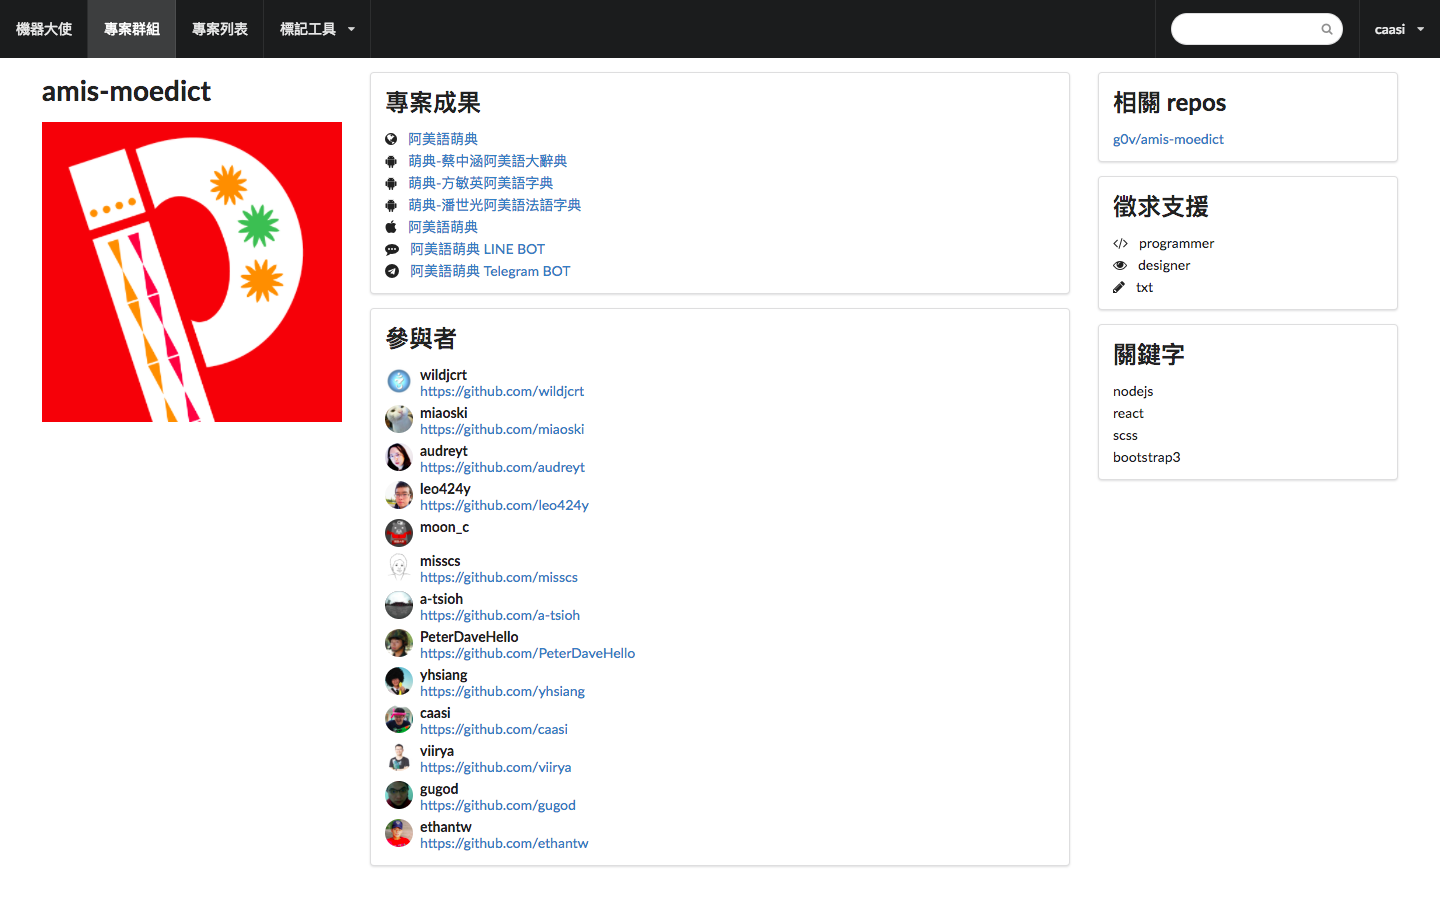 機器大使
專案群組
專案列表
標記工具
caasi
amis-moedict
專案成果
阿美語萌典
萌典-蔡中涵阿美語大辭典
萌典-方敏英阿美語字典
萌典-潘世光阿美語法語字典
阿美語萌典
阿美語萌典 LINE BOT
阿美語萌典 Telegram BOT
參與者
wildjcrt
https://github.com/wildjcrt
miaoski
https://github.com/miaoski
audreyt
https://github.com/audreyt
leo424y
https://github.com/leo424y
moon_c
misscs
https://github.com/misscs
a-tsioh
https://github.com/a-tsioh
PeterDaveHello
https://github.com/PeterDaveHello
yhsiang
https://github.com/yhsiang
caasi
https://github.com/caasi
viirya
https://github.com/viirya
gugod
https://github.com/gugod
ethantw
https://github.com/ethantw
相關 repos
g0v/amis-moedict
徵求支援
programmer
designer
txt
關鍵字
nodejs
react
scss
bootstrap3